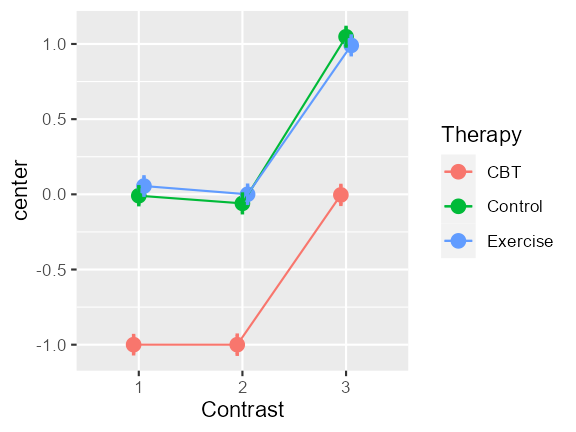 1.0
0.5
0.0
-0.5
-1.0
center
1 2 3
Contrast
Therapy
CBT
Control
Exercise